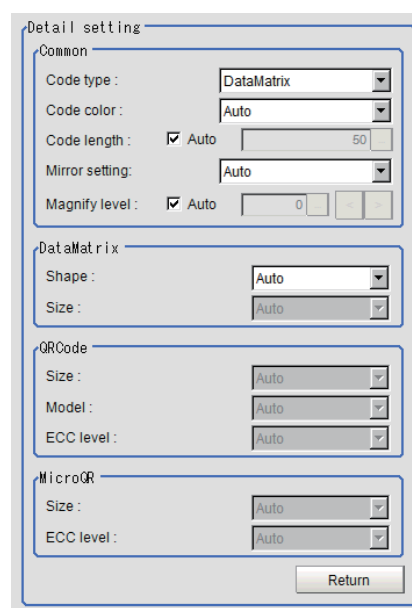 Detail setting
Common
Code type : DataMatrix
Code color : Auto
Code length : Auto 50 ...
Mirror setting: Auto
Magnify level : Auto 0 ... < >
DataMatrix
Shape : Auto
Size : Auto
QRCode
Size : Auto
Model : Auto
ECC level : Auto
MicroQR
Size : Auto
ECC level : Auto
Return